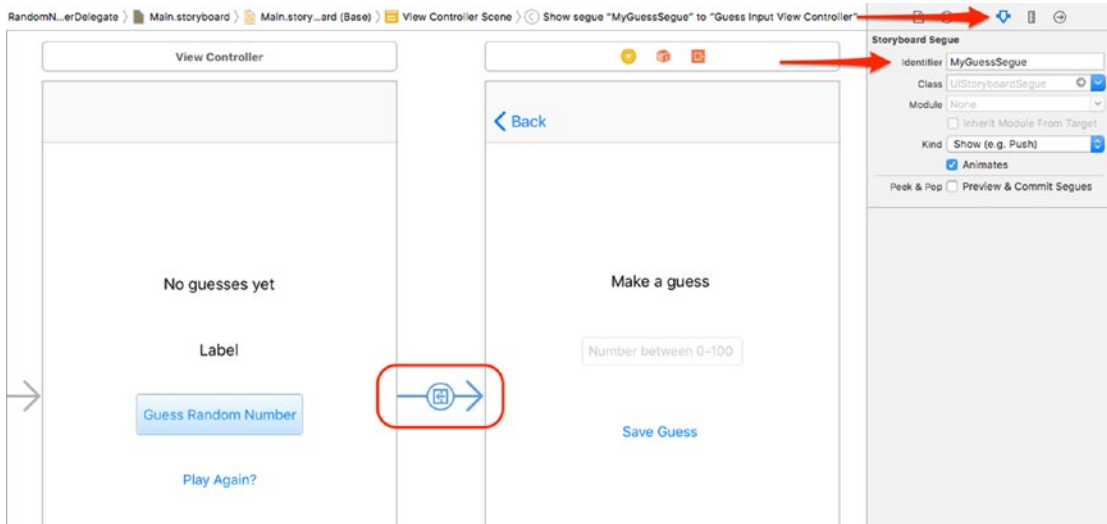 RandomN...erDelegate 〉 Main.storyboard 〉 Main.story...ard (Base) 〉 View Controller Scene 〉 Show segue "MyGuessSegue" to "Guess Input View Controller"
Storyboard Segue
View Controller
Identifier MyGuessSegue
Class UIStoryboardSegue
Module None
Inherit Module From Target
Back
Kind Show (e.g. Push)
Animates
Peek & Pop Preview & Commit Segues
No guesses yet
Make a guess
Label
Number between 0-100
Guess Random Number
Save Guess
Play Again?